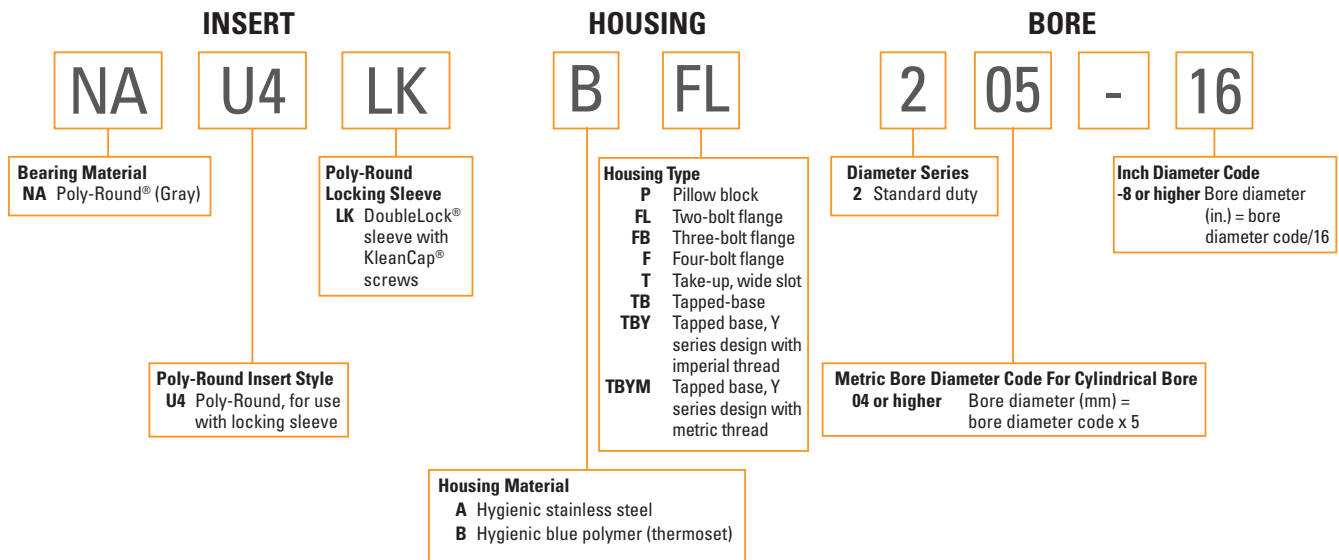 INSERT
HOUSING
BORE
NA
U4
LK
B
FL
2
05
-
16
Bearing Material
NA Poly-Round® (Gray)
Poly-Round
Locking Sleeve
LK DoubleLock®
sleeve with
KleanCap®
screws
Housing Type
P Pillow block
FL Two-bolt flange
FB Three-bolt flange
F Four-bolt flange
T Take-up, wide slot
TB Tapped-base
TBY Tapped base, Y
series design with
imperial thread
TBYM Tapped base, Y
series design with
metric thread
Diameter Series
2 Standard duty
Inch Diameter Code
-8 or higher Bore diameter
(in.) = bore
diameter code/16
Poly-Round Insert Style
U4 Poly-Round, for use
with locking sleeve
Metric Bore Diameter Code For Cylindrical Bore
04 or higher Bore diameter (mm) =
bore diameter code x 5
Housing Material
A Hygienic stainless steel
B Hygienic blue polymer (thermoset)